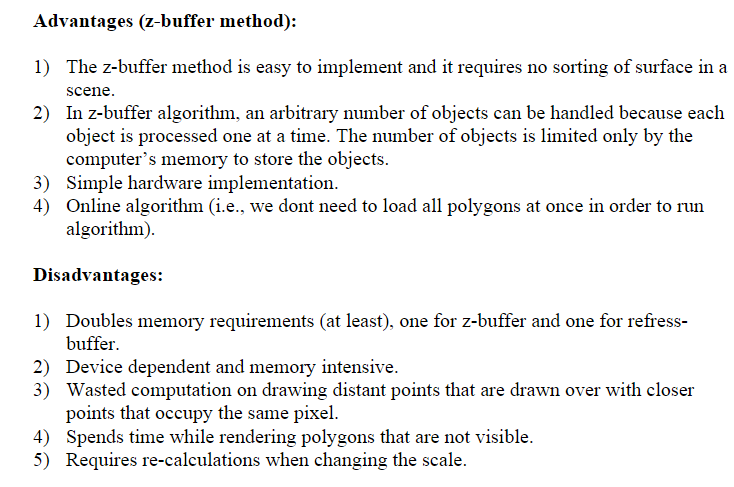 Advantages (z-buffer method):
1) The z-buffer method is easy to implement and it requires no sorting of surface in a
scene.
2) In z-buffer algorithm, an arbitrary number of objects can be handled because each
object is processed one at a time. The number of objects is limited only by the
computer’s memory to store the objects.
3) Simple hardware implementation.
4) Online algorithm (i.e., we dont need to load all polygons at once in order to run
algorithm).
Disadvantages:
1) Doubles memory requirements (at least), one for z-buffer and one for refress-
buffer.
2) Device dependent and memory intensive.
3) Wasted computation on drawing distant points that are drawn over with closer
points that occupy the same pixel.
4) Spends time while rendering polygons that are not visible.
5) Requires re-calculations when changing the scale.